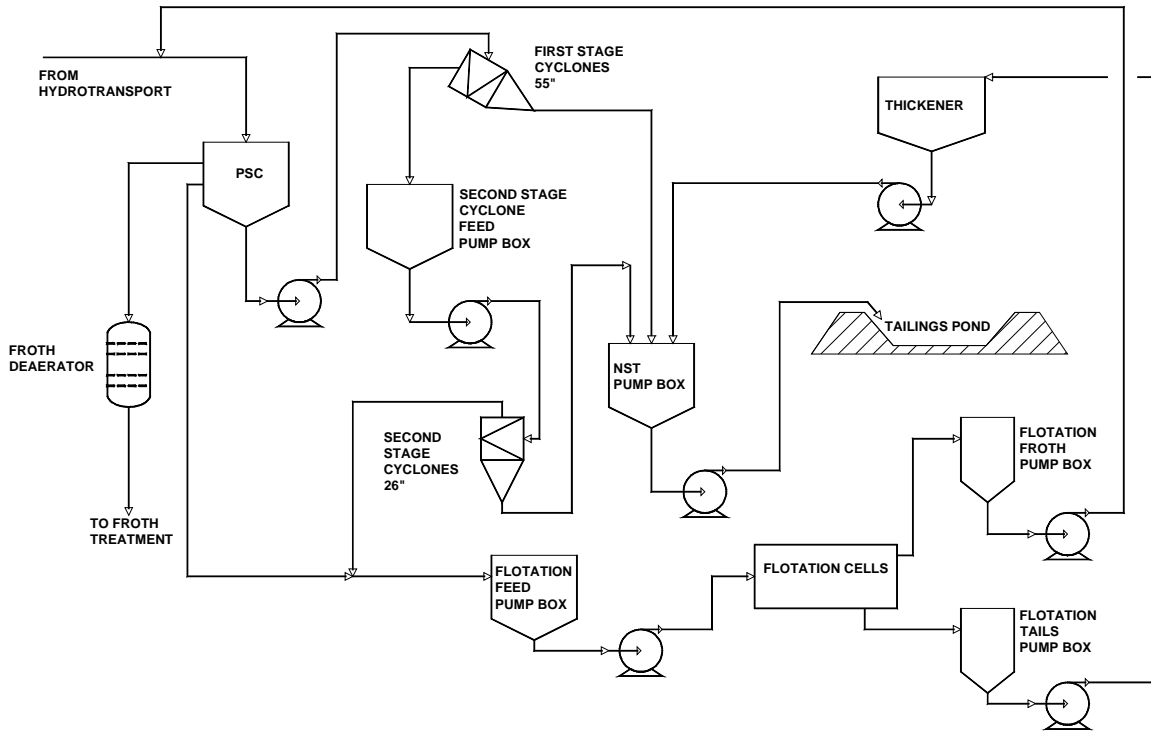 FROM
HYDROTRANSPORT
FIRST STAGE
CYCLONES
55"
THICKENER
PSC
SECOND STAGE
CYCLONE
FEED
PUMP BOX
FROTH
DEAERATOR
NST
PUMP BOX
TAILINGS POND
SECOND
STAGE
CYCLONES
26"
FLOTATION
FROTH
PUMP BOX
TO FROTH
TREATMENT
FLOTATION
FEED
PUMP BOX
FLOTATION CELLS
FLOTATION
TAILS
PUMP BOX